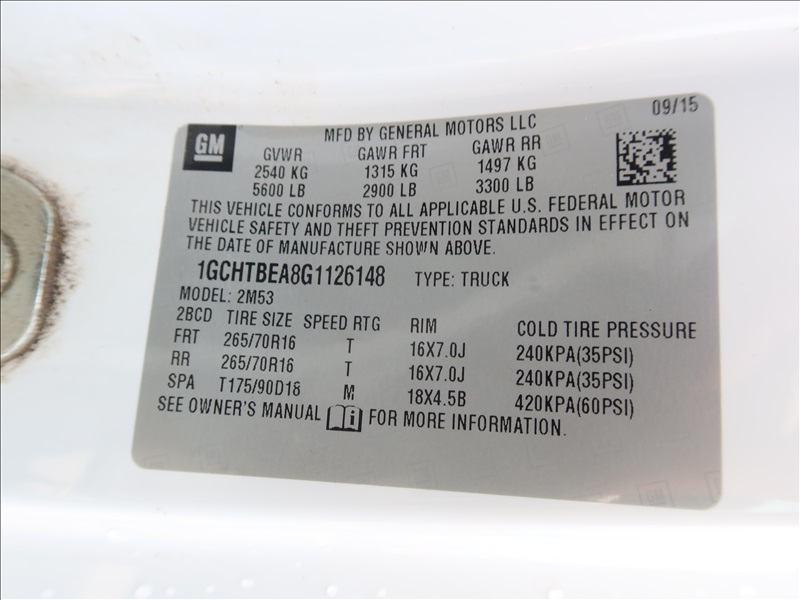 09/15
GM
MFD BY GENERAL MOTORS LLC
GVWR GAWR FRT GAWR RR
2540 KG 1315 KG 1497 KG
5600 LB 2900 LB 3300 LB
THIS VEHICLE CONFORMS TO ALL APPLICABLE U.S. FEDERAL MOTOR
VEHICLE SAFETY AND THEFT PREVENTION STANDARDS IN EFFECT ON
THE DATE OF MANUFACTURE SHOWN ABOVE.
1GCHTBEA8G1126148 TYPE: TRUCK
MODEL: 2M53
2BCD TIRE SIZE SPEED RTG RIM COLD TIRE PRESSURE
FRT 265/70R16 T 16X7.0J 240KPA(35PSI)
RR 265/70R16 T 16X7.0J 240KPA(35PSI)
SPA T175/90D18 M 18X4.5B 420KPA(60PSI)
SEE OWNER'S MANUAL i FOR MORE INFORMATION.